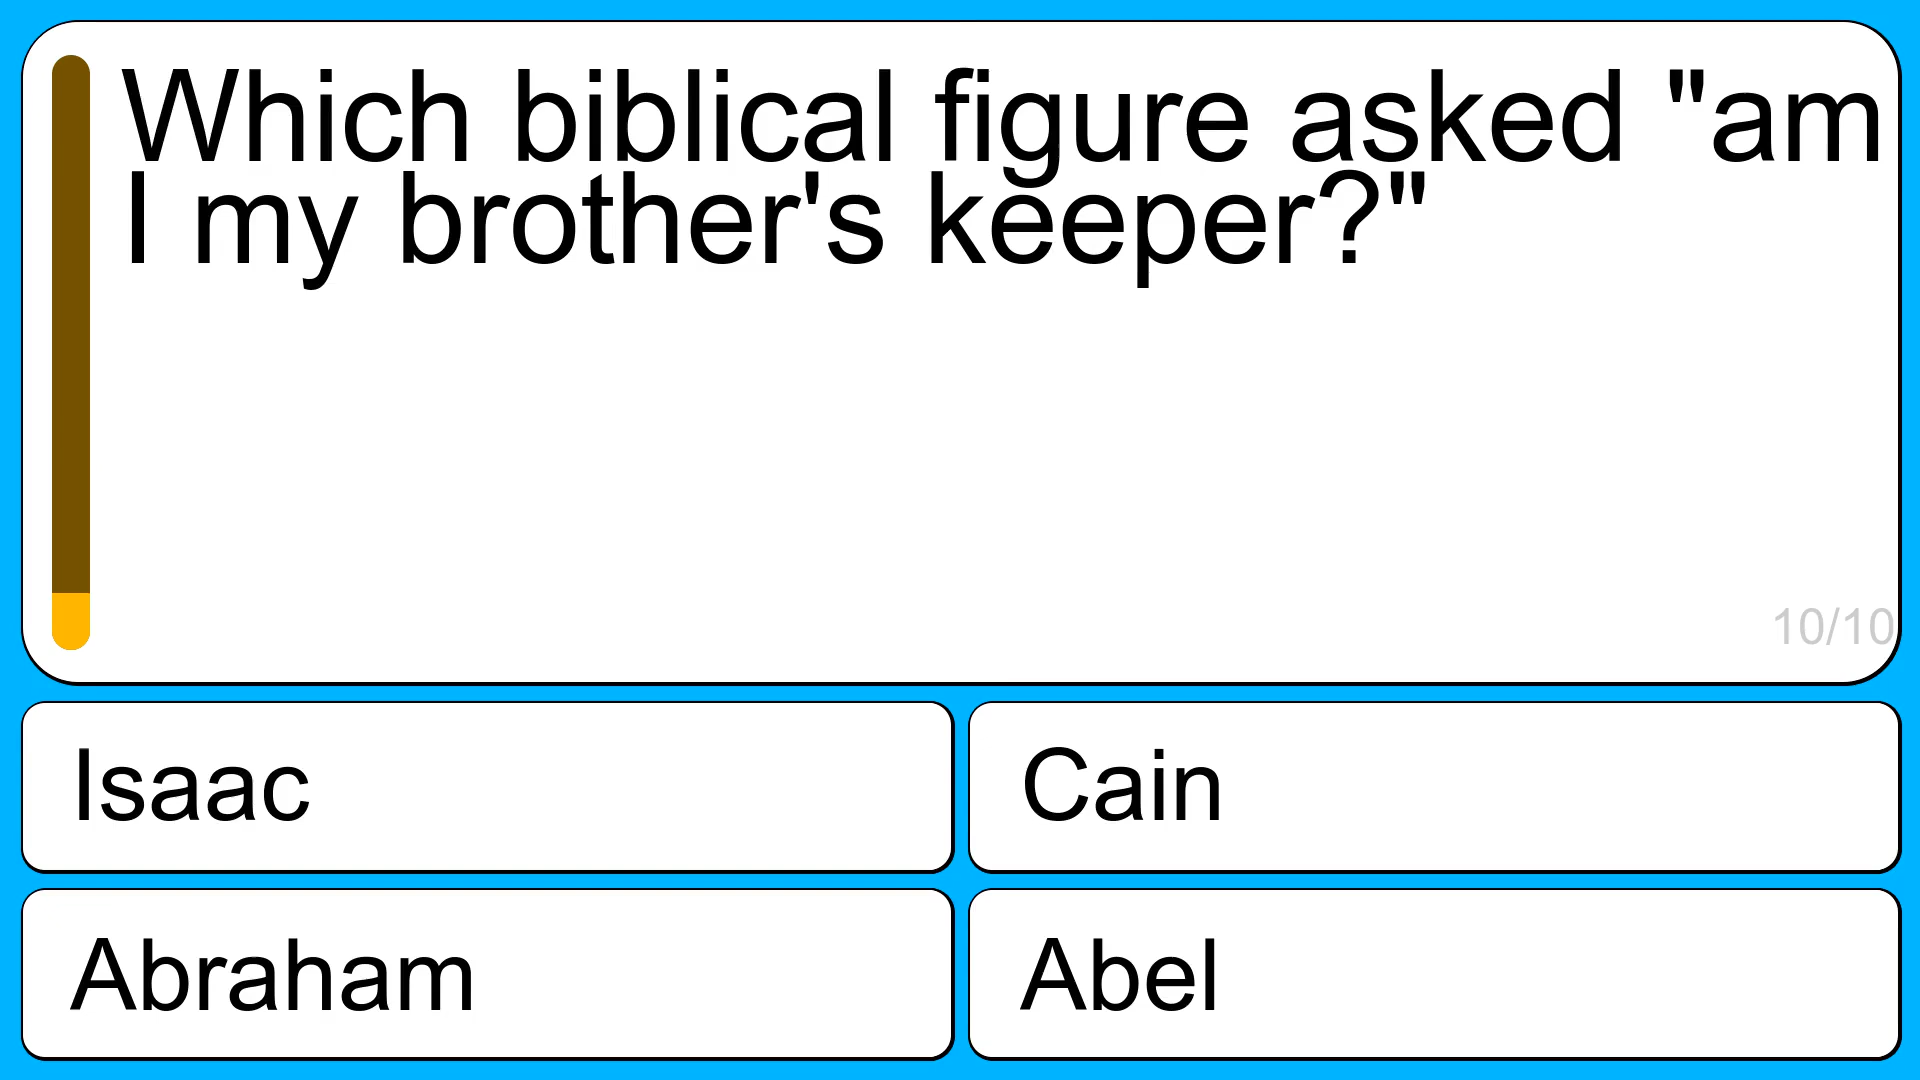 Which biblical figure asked "am
I my brother's keeper?"
10/10
Isaac
Cain
Abraham
Abel